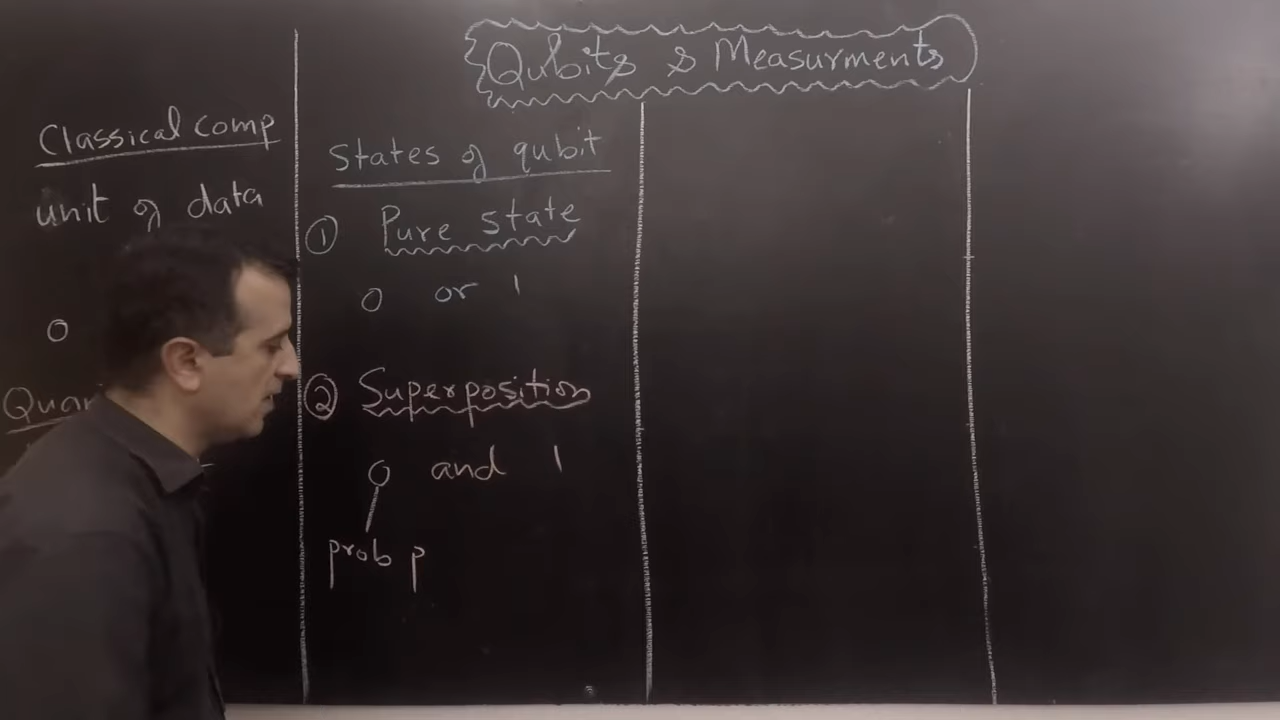 Qubits & Measurments
Classical comp
unit of data
0
States of qubit
① Pure state
0 or 1
② Superposition
0 and 1
prob p